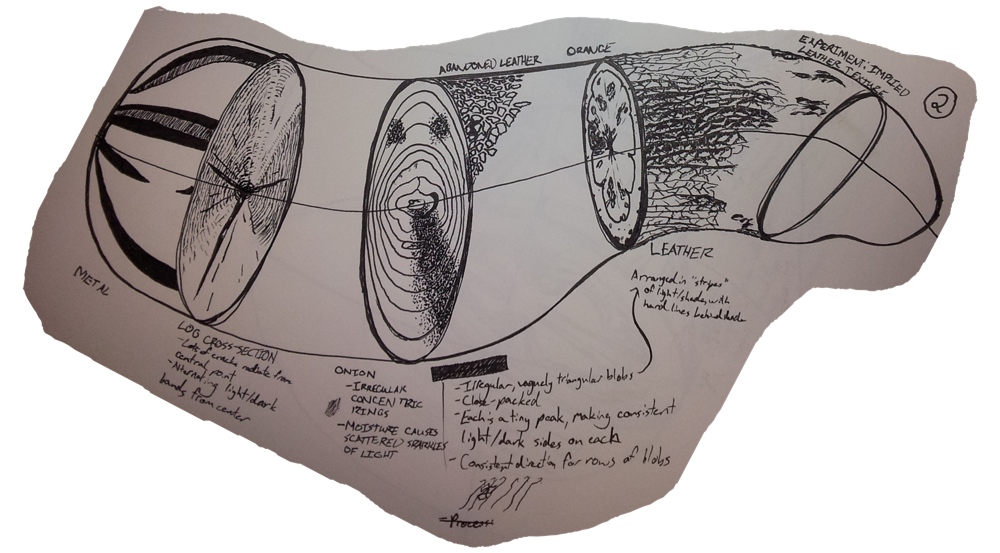 ABANDONED LEATHER
ORANGE
EXPERIMENT: IMPLIED
LEATHER TEXTURE
2
METAL
LEATHER
Arranged in "stripes"
of light/shade, with
hard lines behind shade
LOG CROSS-SECTION
- Lots of cracks radiate from
central point
- Alternating light/dark
bands from center
ONION
- IRREGULAR
CONCENTRIC
RINGS
- MOISTURE CAUSES
SCATTERED SPARKLES
OF LIGHT
- Irregular, vaguely triangular blobs
- Close-packed
- Each is a tiny peak, making consistent
light/dark sides on each
- Consistent direction for rows of blobs
Process: